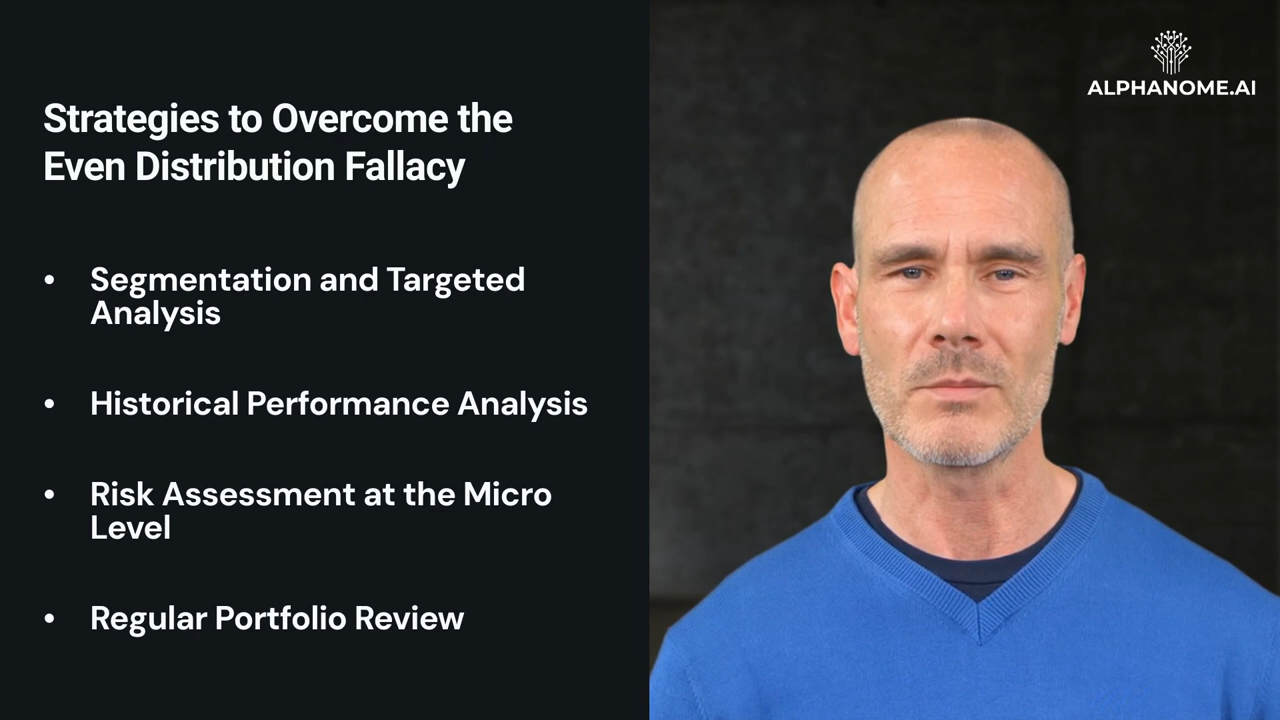 ALPHANOME.AI
Strategies to Overcome the
Even Distribution Fallacy
• Segmentation and Targeted
Analysis
• Historical Performance Analysis
• Risk Assessment at the Micro
Level
• Regular Portfolio Review